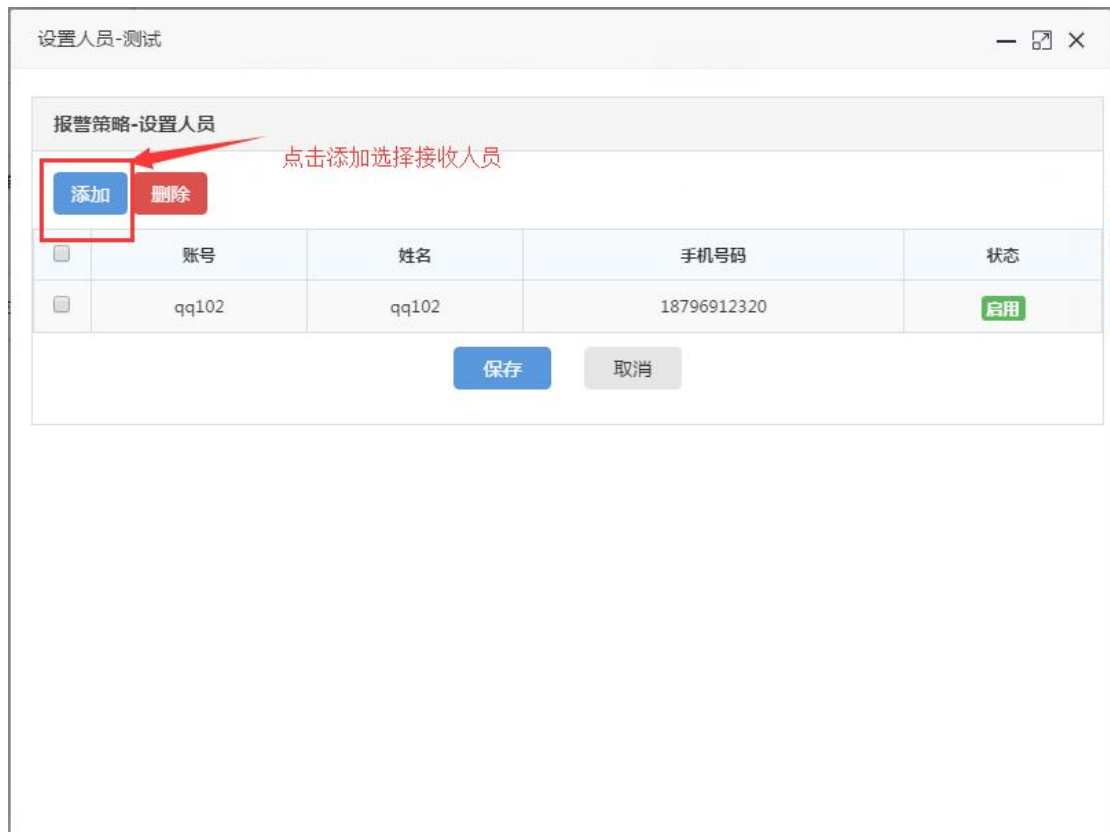 设置人员-测试
报警策略-设置人员
点击添加选择接收人员
添加 删除
账号 姓名 手机号码 状态
qq102 qq102 18796912320 启用
保存 取消